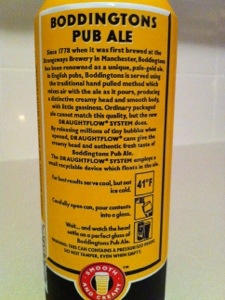 BODDINGTONS
PUB ALE
Since 1778 when it was first brewed at the
Strangeways Brewery in Manchester, Boddingtons
has been renowned as a unique, pale-gold ale.
In English pubs, Boddingtons is served using
the traditional hand pulled method which
mixes air with the ale as it pours, producing
a distinctive creamy head and smooth body,
with little gassiness. Ordinary packaged
ale cannot match this quality, but the new
DRAUGHTFLOW® SYSTEM does.
By releasing millions of tiny bubbles when
opened, cans give the
creamy head and authentic fresh taste of
Boddingtons Pub Ale.
The DRAUGHTFLOW® SYSTEM employs a
small recyclable device which floats in the ale
For best results serve cool, but not
ice cold.
41°F
Carefully open can, pour contents
into a glass.
Wait... and watch the head
settle on a perfect glass of
Boddingtons Pub Ale.
WARNING: THIS CAN CONTAINS A PRESSURISED
DO NOT TAMPER, EVEN WHEN EMPTY.
SMOOTH
AND CREAMY